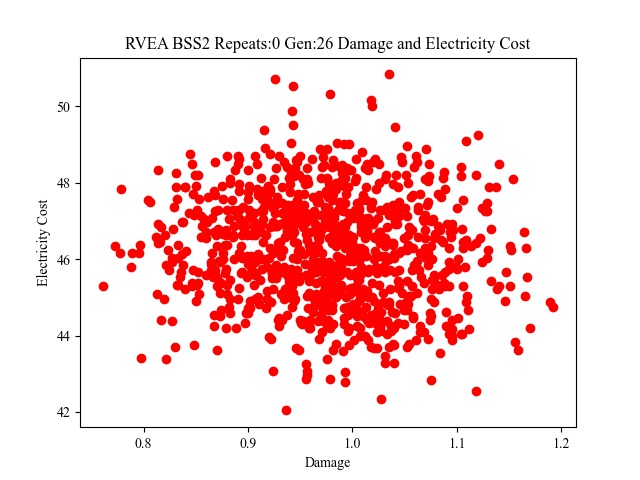 RVEA BSS2 Repeats:0 Gen:26 Damage and Electricity Cost
50
48
46
44
42
Electricity Cost
0.8 0.9 1.0 1.1 1.2
Damage